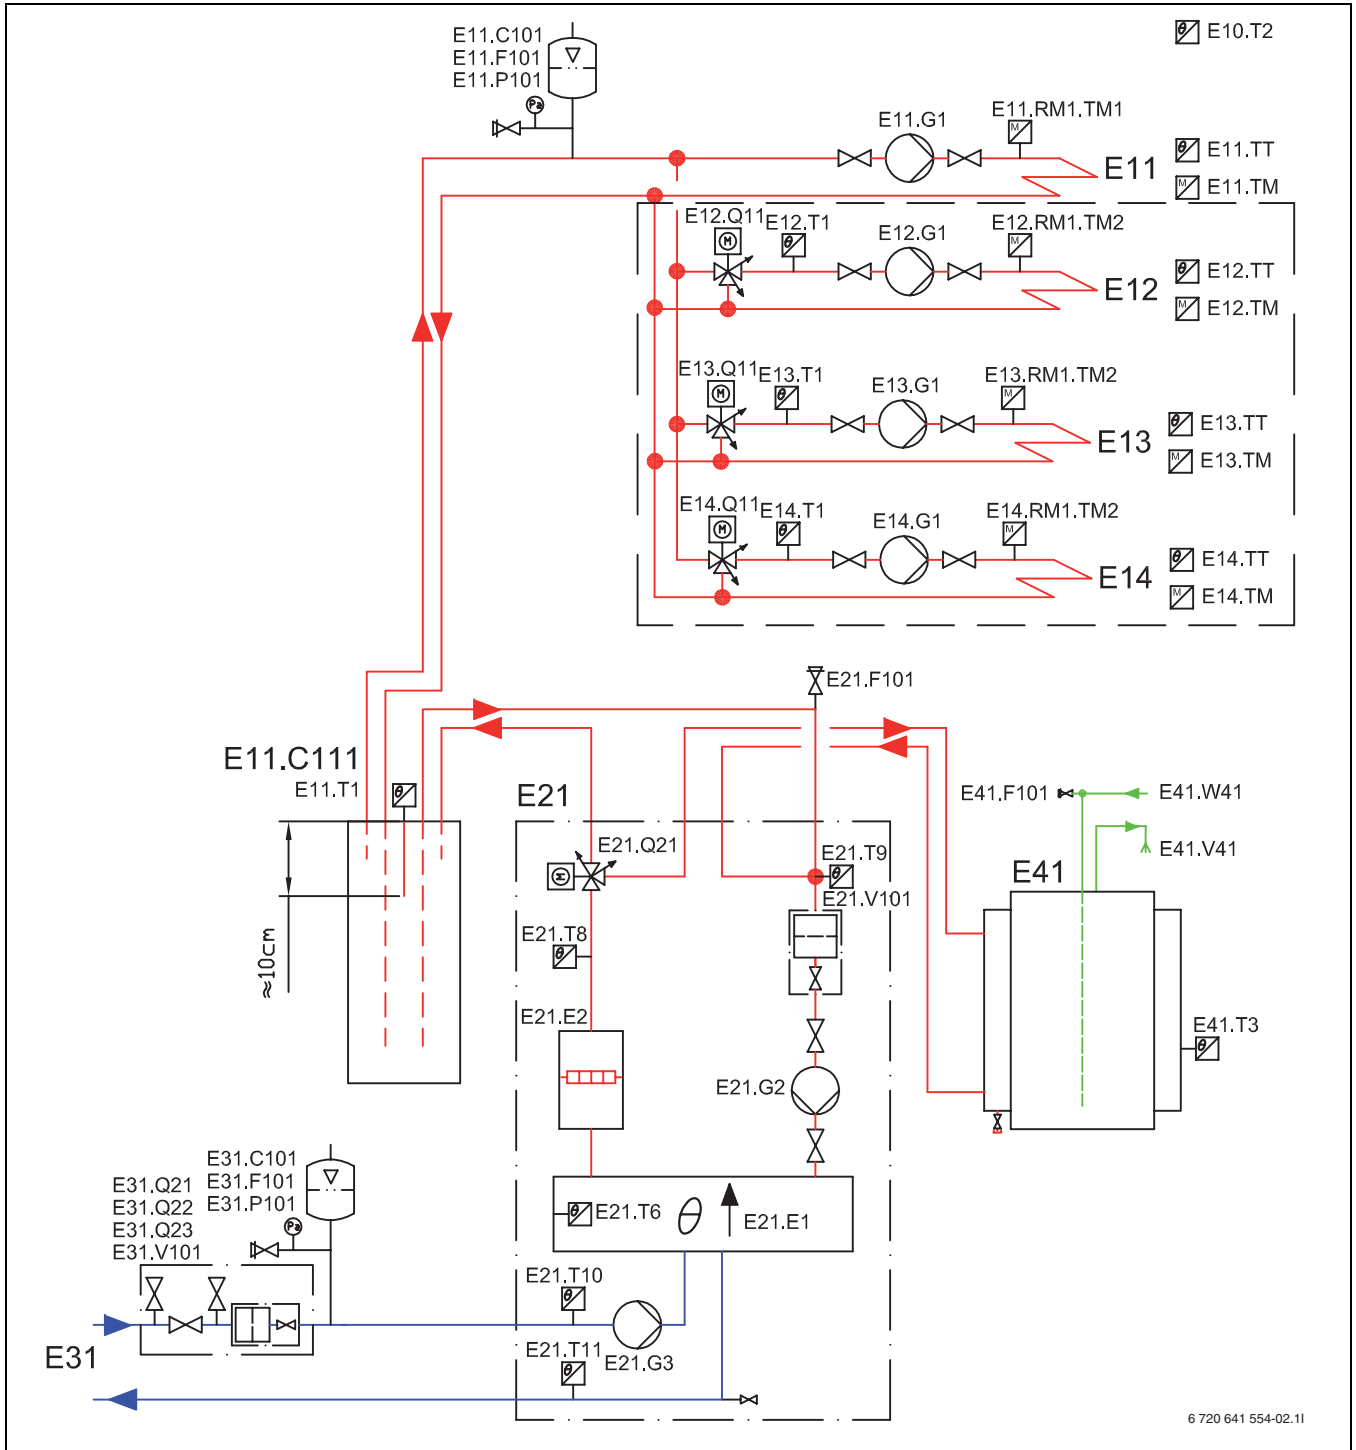 E11.C101
E11.F101
E11.P101
Pa
E10.T2
E11.G1
E11.RM1.TM1
M
E11
θ E11.TT
M E11.TM
E12.Q11
M
E12.T1
θ
E12.G1
E12.RM1.TM2
M
E12
θ E12.TT
M E12.TM
E13.Q11
M
E13.T1
θ
E13.G1
E13.RM1.TM2
M
E13
θ E13.TT
M E13.TM
E14.Q11
M
E14.T1
θ
E14.G1
E14.RM1.TM2
M
E14
θ E14.TT
M E14.TM
E21.F101
E11.C111
E11.T1
θ
≈10cm
E21
E21.Q21
M
E21.T8
θ
E21.E2
E21.T9
θ
E21.V101
E21.G2
E21.T6
θ
E21.E1
E21.T10
θ
E21.G3
E21.T11
θ
E41.F101
E41.W41
E41.V41
E41
E41.T3
θ
E31.C101
E31.F101
E31.P101
Pa
E31.Q21
E31.Q22
E31.Q23
E31.V101
E31
6 720 641 554-02.1I